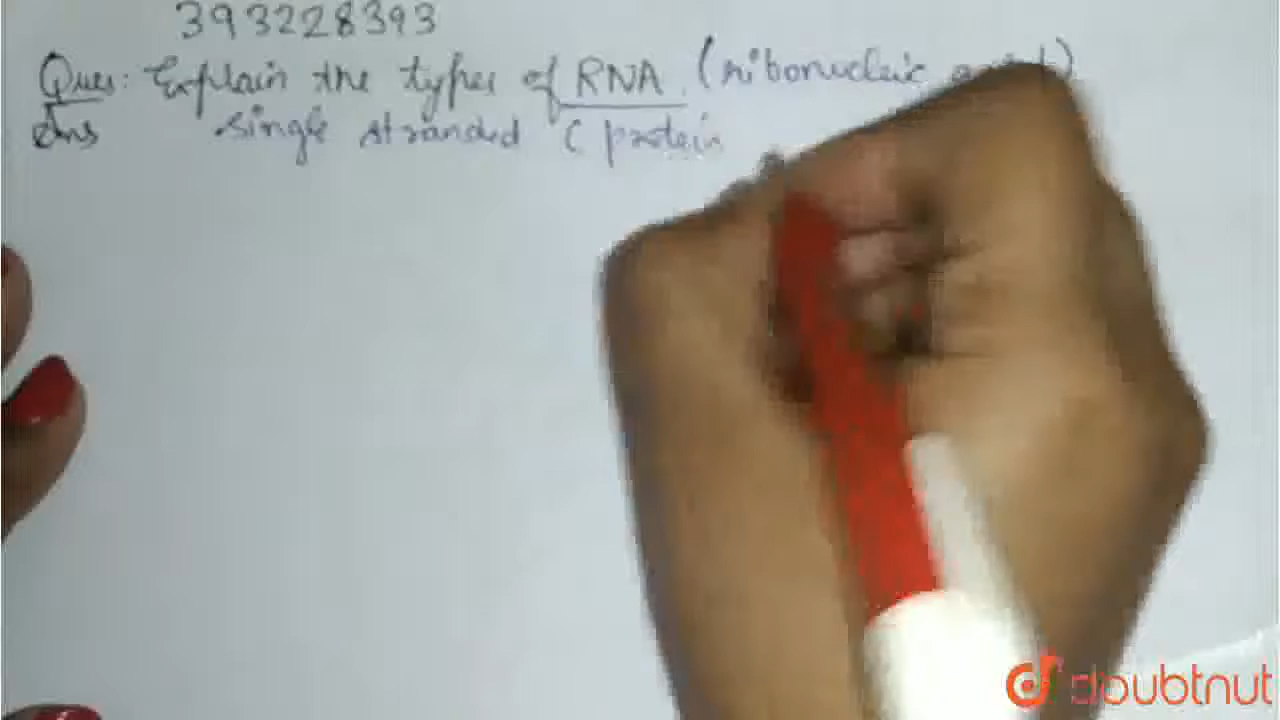 393228393
Ques: Explain the types of RNA. (ribonucleic
Ans single stranded (protein
doubtnut